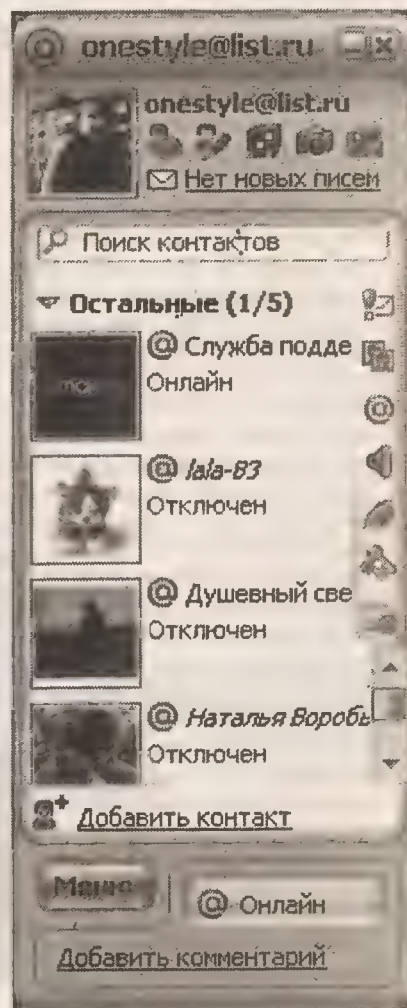 @ onestyle@list.ru
onestyle@list.ru
Нет новых писем
Поиск контактов
Остальные (1/5)
@ Служба подде
Онлайн
@ lala-83
Отключен
@ Душевный све
Отключен
@ Наталья Воробь
Отключен
Добавить контакт
Меню
@ Онлайн
Добавить комментарий